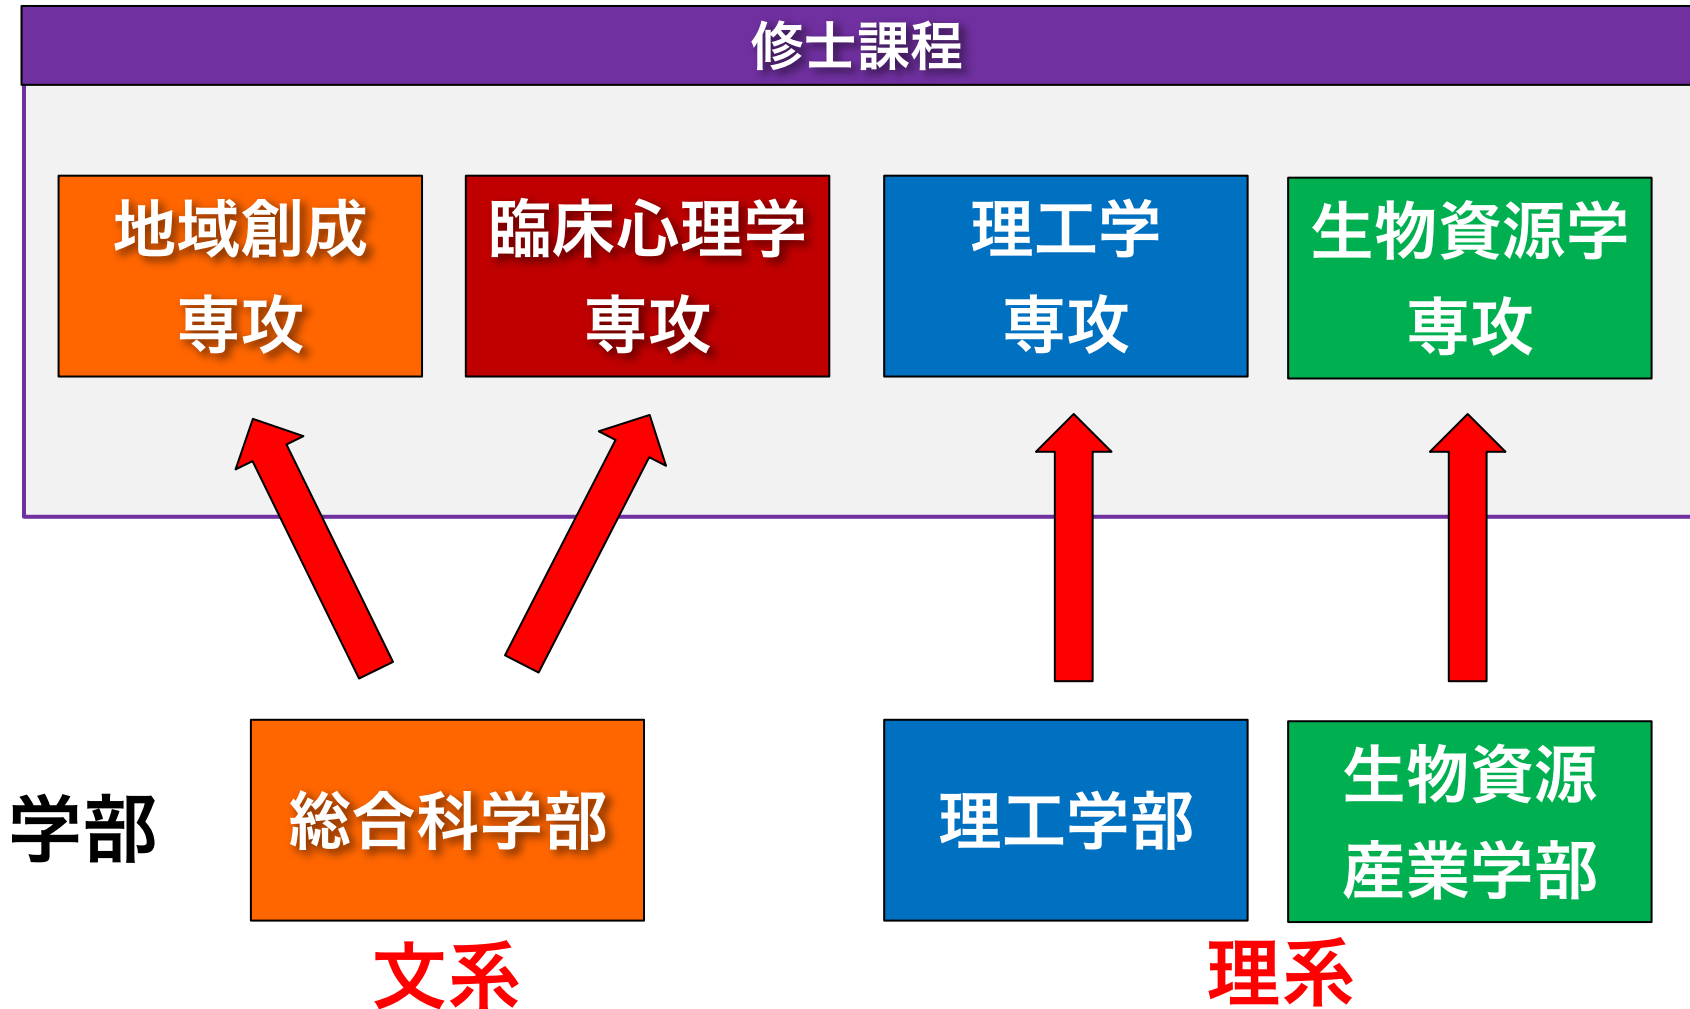 修士課程
地域創成
専攻
臨床心理学
専攻
理工学
専攻
生物資源学
専攻
学部
総合科学部
理工学部
生物資源
産業学部
文系
理系